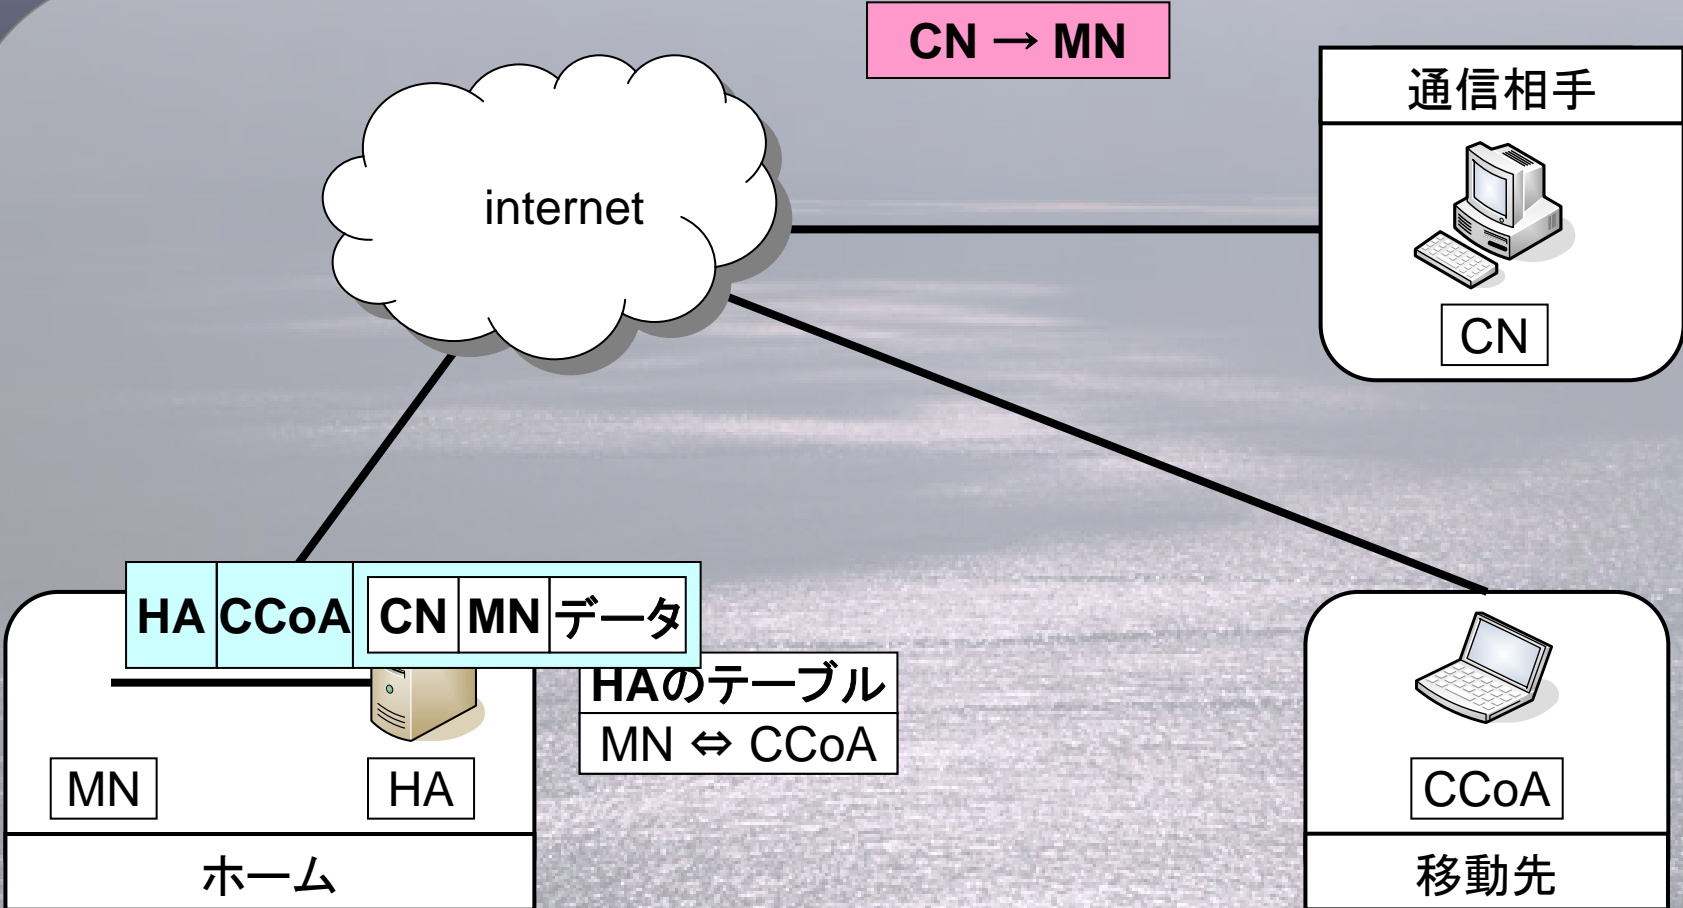 CN → MN
通信相手
internet
CN
HA CCoA CN MN データ
HAのテーブル
MN ⇔ CCoA
MN
HA
CCoA
ホーム
移動先